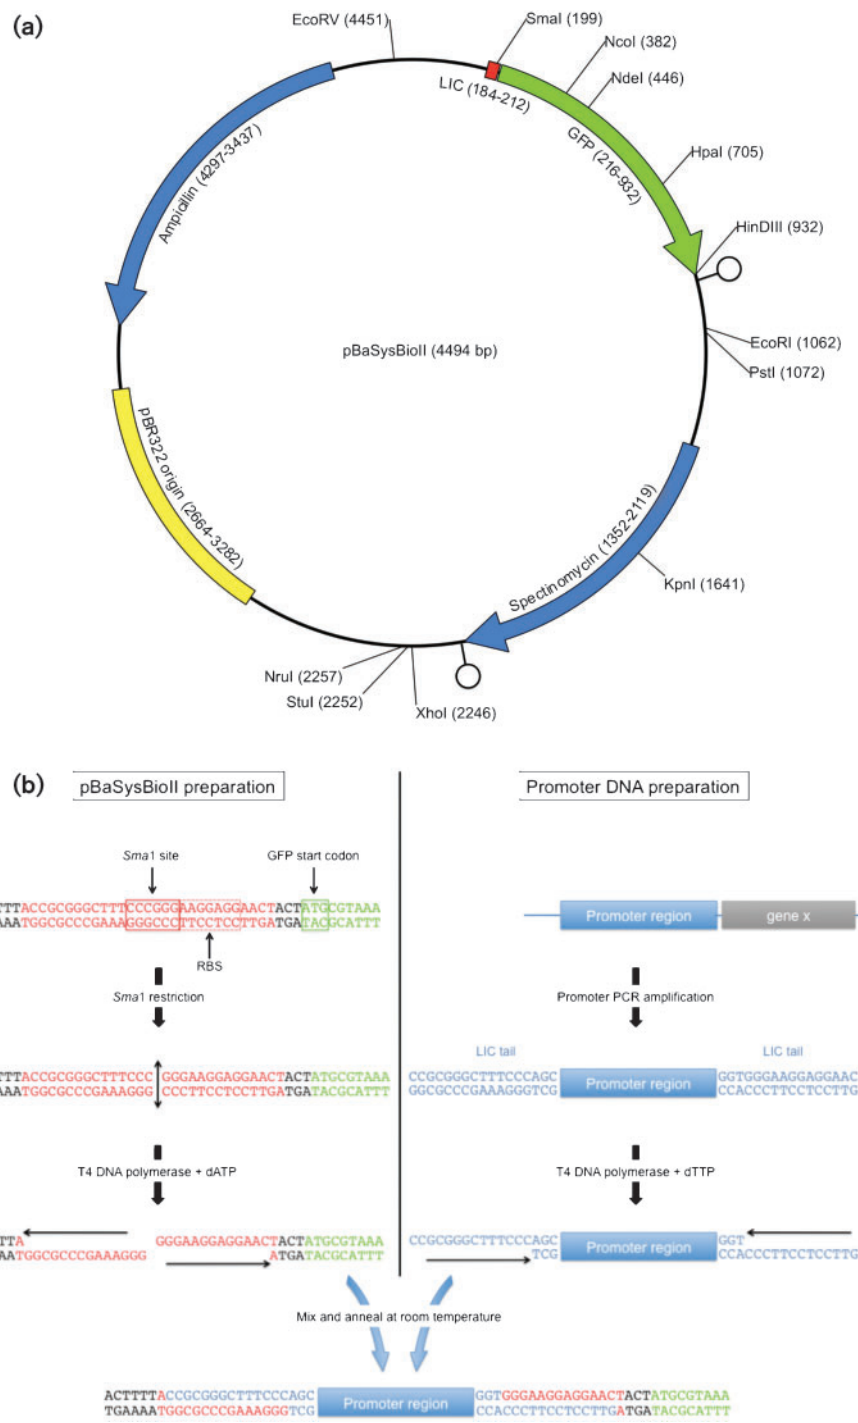 (a)
EcoRV (4451)
SmaI (199)
NcoI (382)
NdeI (446)
LIC (184-212)
GFP (216-932)
HpaI (705)
HinDIII (932)
Ampicillin (4297-3437)
pBaSysBioII (4494 bp)
EcoRI (1062)
PstI (1072)
pBR322 origin (2664-3282)
Spectinomycin (1352-2119)
KpnI (1641)
NruI (2257)
StuI (2252)
XhoI (2246)
(b)
pBaSysBioII preparation
Sma1 site
GFP start codon
TTTACCGCGGGCTTTCCCGGGAAGGAGGAACTACTATGCGTAAA
AAATGGCGCCCGAAAGGGCCCTTCCTCCTTGATGATACGCATTT
RBS
Sma1 restriction
TTTACCGCGGGCTTTCCC GGGAAGGAGGAACTACTATGCGTAAA
AAATGGCGCCCGAAAGGG CCCTTCCTCCTTGATGATACGCATTT
T4 DNA polymerase + dATP
TTTA GGGAAGGAGGAACTACTATGCGTAAA
AAATGGCGCCCGAAAGGG ATGATACGCATTT
Promoter DNA preparation
Promoter region gene x
Promoter PCR amplification
LIC tail LIC tail
CCGCGGGCTTTCCCAGC GGTGGGAAGGAGGAAC
Promoter region
GGCGCCCGAAAGGGTCG CCACCCTTCCTCCTTG
T4 DNA polymerase + dTTP
CCGCGGGCTTTCCCAGC GGT
Promoter region
TCG CCACCCTTCCTCCTTG
Mix and anneal at room temperature
ACTTTTACCGCGGGCTTTCCCAGC GGTGGGAAGGAGGAACTACTATGCGTAAA
Promoter region
TGAAAATGGCGCCCGAAAGGGTCG CCACCCTTCCTCCTTGATGATACGCATTT